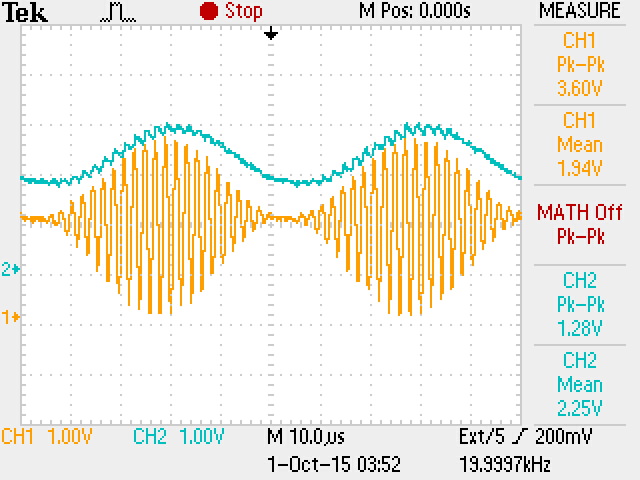 Tek Stop M Pos: 0.000s MEASURE
CH1
Pk-Pk
3.60V
CH1
Mean
1.94V
MATH Off
Pk-Pk
CH2
Pk-Pk
1.28V
CH2
Mean
2.25V
2
1
CH1 1.00V CH2 1.00V M 10.0µs Ext/5 200mV
1-Oct-15 03:52 19.9997kHz